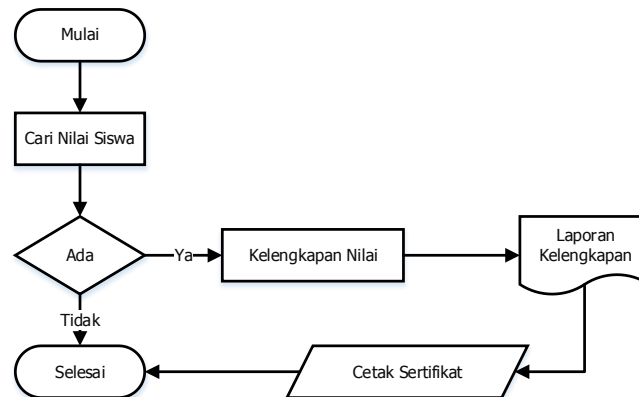 Mulai
Cari Nilai Siswa
Ada
Ya
Kelengkapan Nilai
Laporan
Kelengkapan
Tidak
Selesai
Cetak Sertifikat